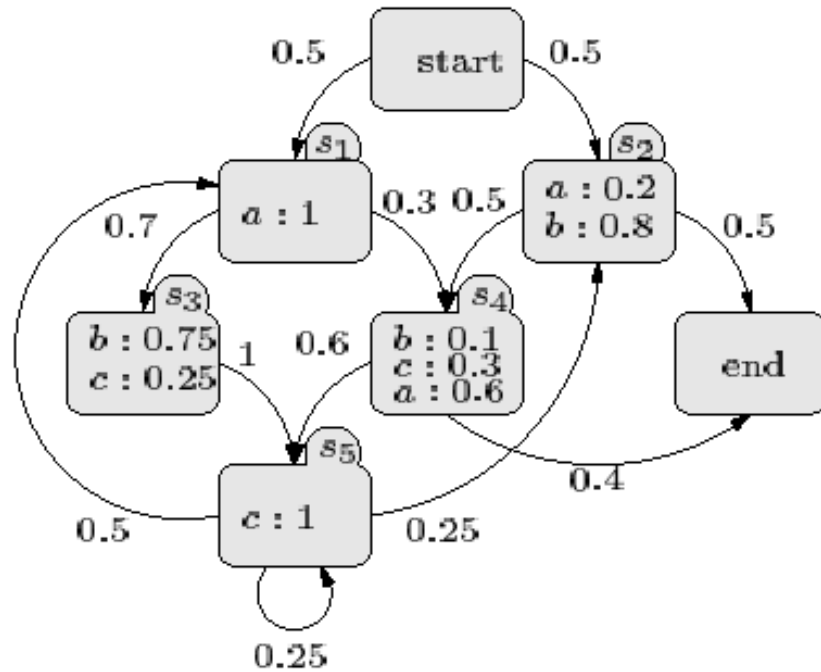 start
0.5
0.5
s1
s2
a : 1
a : 0.2
b : 0.8
0.7
0.3
0.5
0.5
s3
s4
b : 0.75
c : 0.25
1
0.6
b : 0.1
c : 0.3
a : 0.6
end
s5
c : 1
0.4
0.5
0.25
0.25